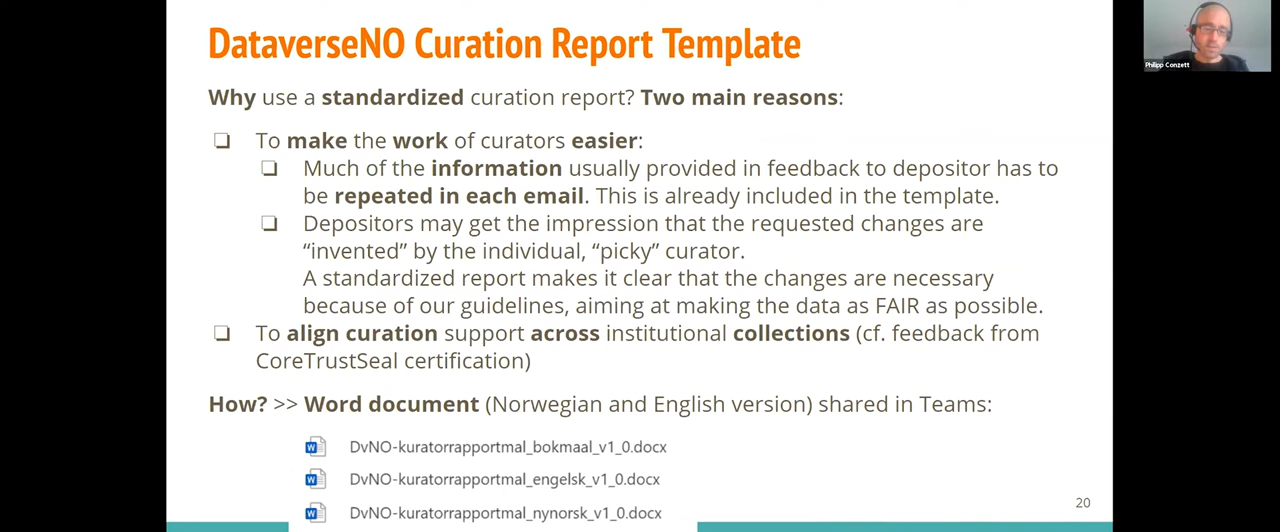 DataverseNO Curation Report Template
Philipp Conzett
Why use a standardized curation report? Two main reasons:
To make the work of curators easier:
Much of the information usually provided in feedback to depositor has to
be repeated in each email. This is already included in the template.
Depositors may get the impression that the requested changes are
“invented” by the individual, “picky” curator.
A standardized report makes it clear that the changes are necessary
because of our guidelines, aiming at making the data as FAIR as possible.
To align curation support across institutional collections (cf. feedback from
CoreTrustSeal certification)
How? >> Word document (Norwegian and English version) shared in Teams:
W DvNO-kuratorrapportmal_bokmaal_v1_0.docx
W DvNO-kuratorrapportmal_engelsk_v1_0.docx
W DvNO-kuratorrapportmal_nynorsk_v1_0.docx
20